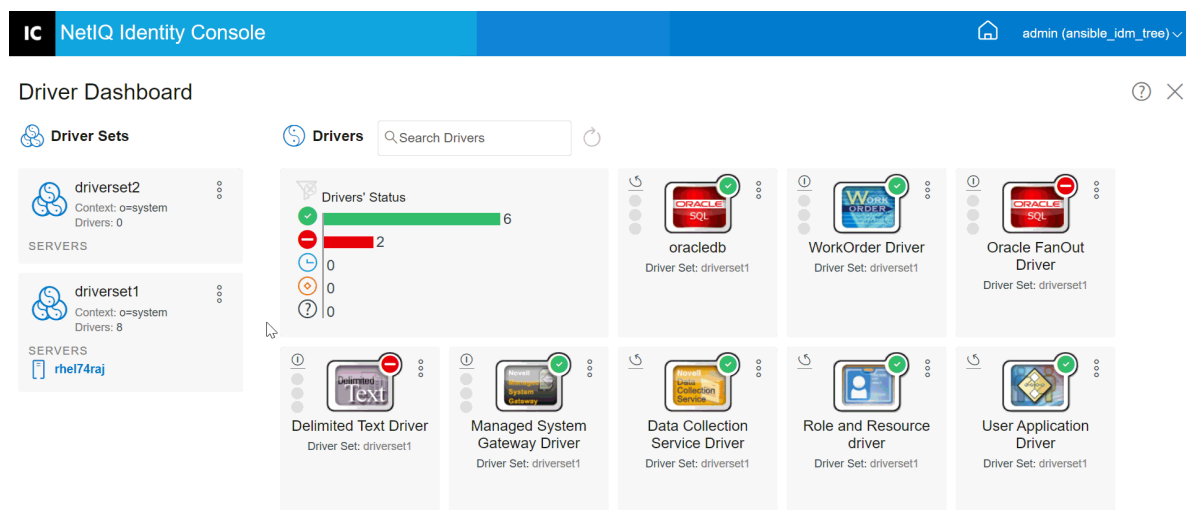 IC NetIQ Identity Console
admin (ansible_idm_tree)
Driver Dashboard
?
Driver Sets
driverset2
Context: o=system
Drivers: 0
SERVERS
driverset1
Context: o=system
Drivers: 8
SERVERS
rhel74raj
Drivers
Search Drivers
Drivers' Status
6
2
0
0
? 0
ORACLE
SQL
oracledb
Driver Set: driverset1
WORK
ORDER
WorkOrder Driver
Driver Set: driverset1
ORACLE
SQL
Oracle FanOut
Driver
Driver Set: driverset1
Delimited
Text
Delimited Text Driver
Driver Set: driverset1
Novell
Managed
System
Gateway
Managed System
Gateway Driver
Driver Set: driverset1
Novell
Data
Collection
Service
Data Collection
Service Driver
Driver Set: driverset1
Role and Resource
driver
Driver Set: driverset1
User Application
Driver
Driver Set: driverset1